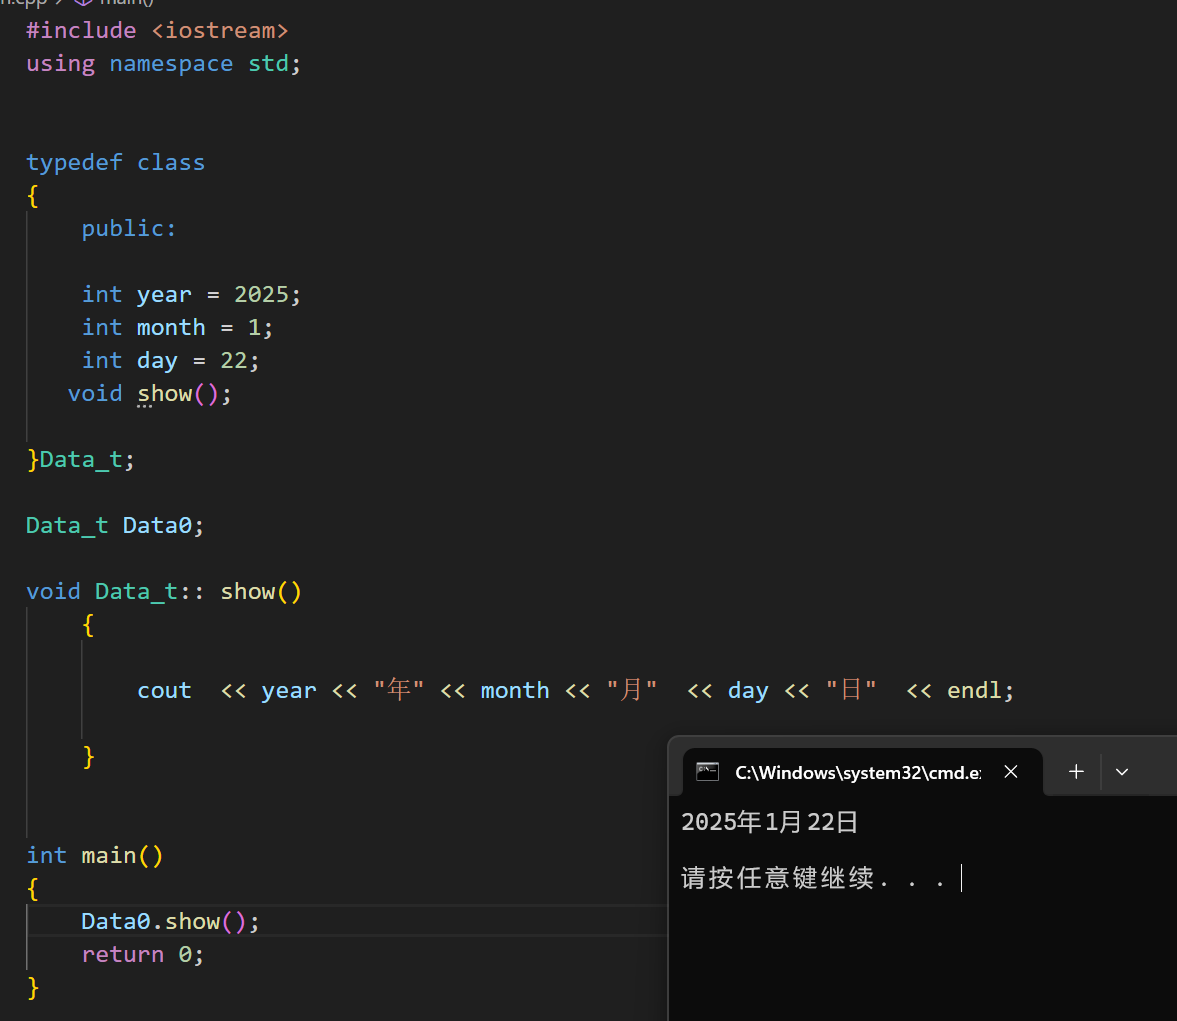 main()
#include <iostream>
using namespace std;
typedef class
{
public:
int year = 2025;
int month = 1;
int day = 22;
void show();
}Data_t;
Data_t Data0;
void Data_t:: show()
{
cout  << year << "年" << month << "月"  << day << "日"  << endl;
}
int main()
{
Data0.show();
return 0;
}
C:\Windows\system32\cmd.e
2025年1月22日
请按任意键继续. . .